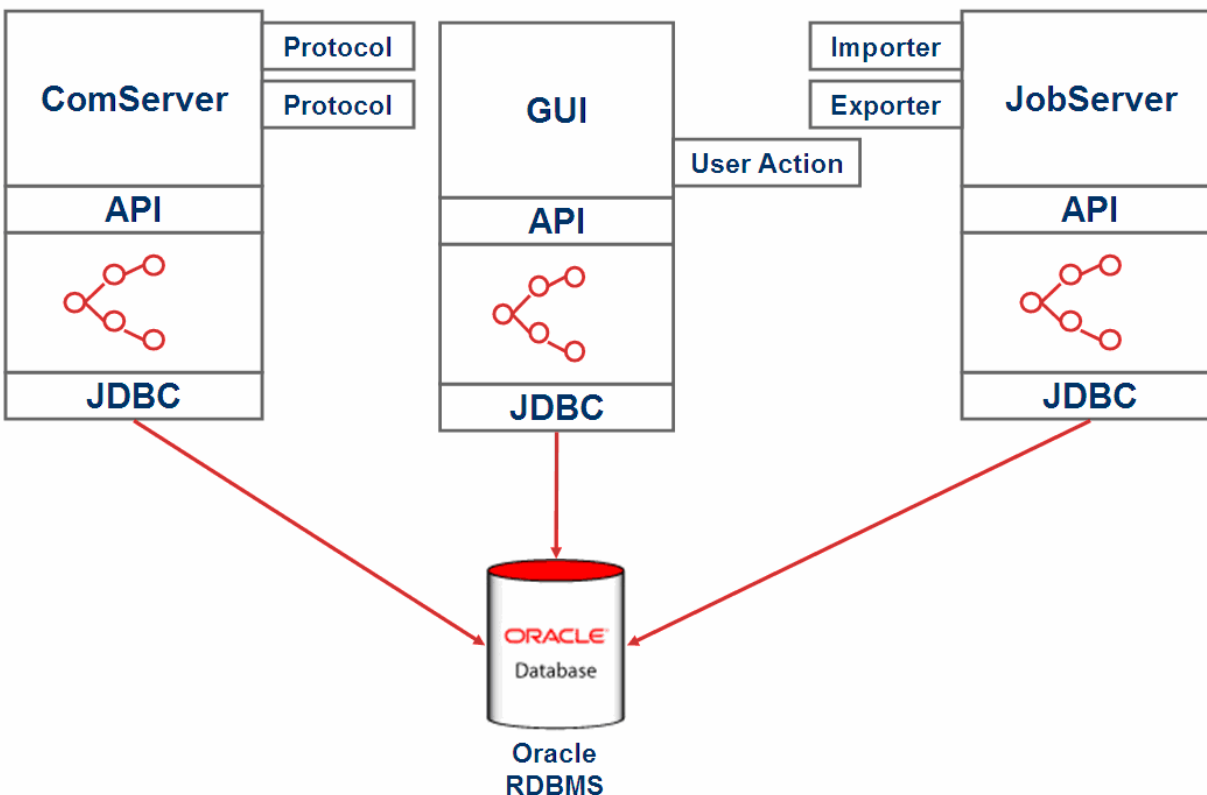 ComServer
Protocol
Protocol
API
JDBC
GUI
User Action
API
JDBC
Importer
Exporter
JobServer
API
JDBC
ORACLE
Database
Oracle
RDBMS